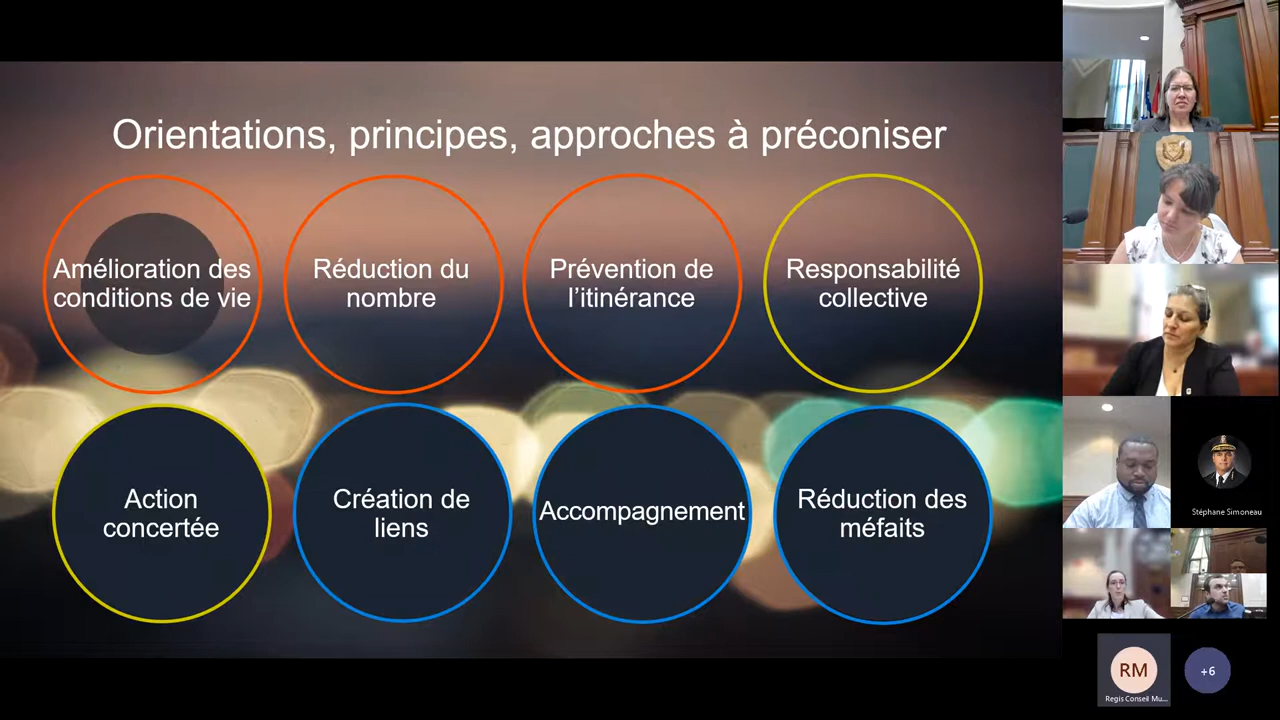 Orientations, principes, approches à préconiser
Amélioration des
conditions de vie
Réduction du
nombre
Prévention de
l’itinérance
Responsabilité
collective
Action
concertée
Création de
liens
Accompagnement
Réduction des
méfaits
Stéphane Simoneau
RM
Regis Conseil Mu...
+6